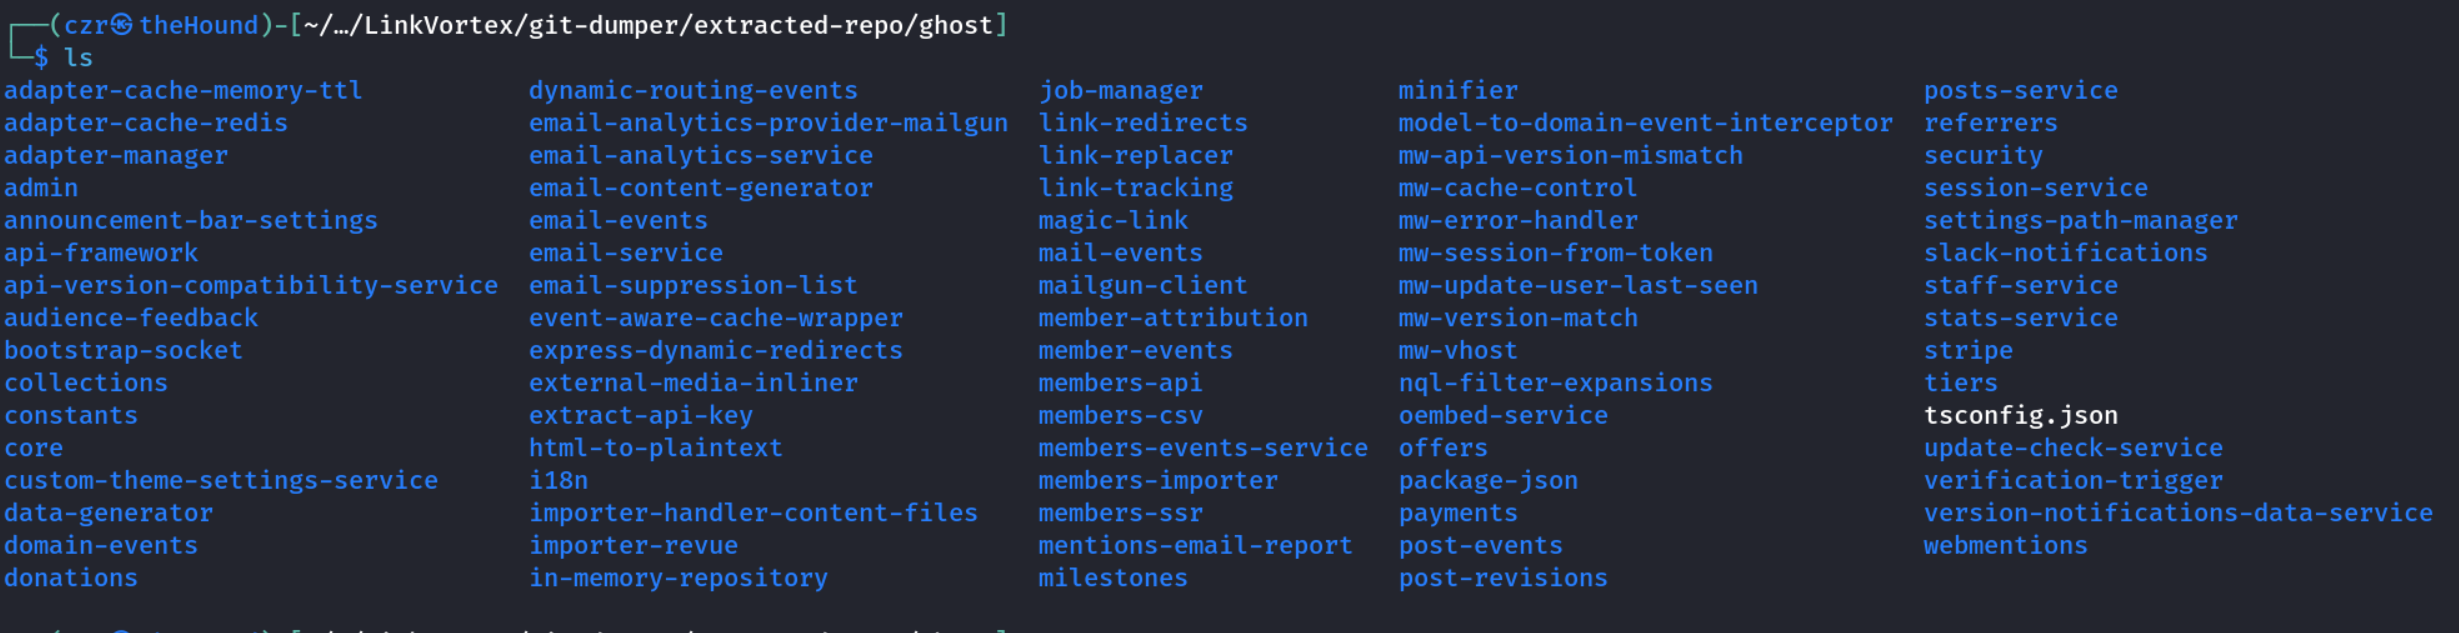 ┌──(czr㉿theHound)-[~/…/LinkVortex/git-dumper/extracted-repo/ghost]
└─$ ls
adapter-cache-memory-ttl dynamic-routing-events job-manager minifier posts-service
adapter-cache-redis email-analytics-provider-mailgun link-redirects model-to-domain-event-interceptor referrers
adapter-manager email-analytics-service link-replacer mw-api-version-mismatch security
admin email-content-generator link-tracking mw-cache-control session-service
announcement-bar-settings email-events magic-link mw-error-handler settings-path-manager
api-framework email-service mail-events mw-session-from-token slack-notifications
api-version-compatibility-service email-suppression-list mailgun-client mw-update-user-last-seen staff-service
audience-feedback event-aware-cache-wrapper member-attribution mw-version-match stats-service
bootstrap-socket express-dynamic-redirects member-events mw-vhost stripe
collections external-media-inliner members-api nql-filter-expansions tiers
constants extract-api-key members-csv oembed-service tsconfig.json
core html-to-plaintext members-events-service offers update-check-service
custom-theme-settings-service i18n members-importer package-json verification-trigger
data-generator importer-handler-content-files members-ssr payments version-notifications-data-service
domain-events importer-revue mentions-email-report post-events webmentions
donations in-memory-repository milestones post-revisions